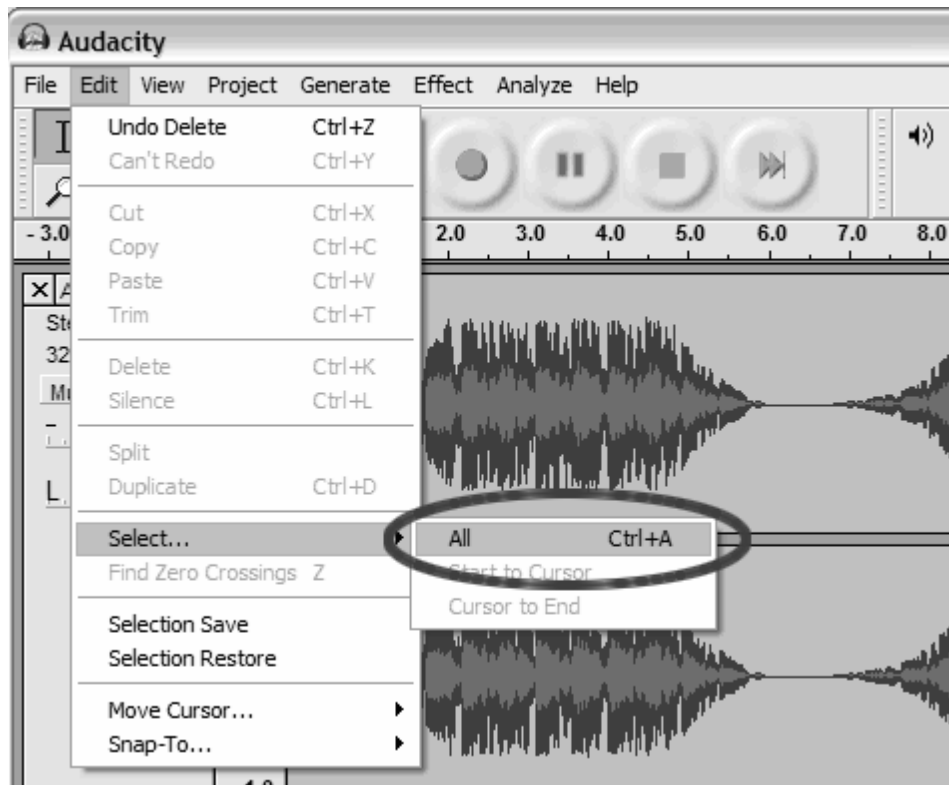 Audacity
File Edit View Project Generate Effect Analyze Help
Undo Delete Ctrl+Z
Can't Redo Ctrl+Y
Cut Ctrl+X
Copy Ctrl+C
Paste Ctrl+V
Trim Ctrl+T
Delete Ctrl+K
Silence Ctrl+L
Split
Duplicate Ctrl+D
Select...
Find Zero Crossings Z
Selection Save
Selection Restore
Move Cursor...
Snap-To...
All Ctrl+A
Start to Cursor
Cursor to End
- 3.0 2.0 3.0 4.0 5.0 6.0 7.0 8.0
32
L